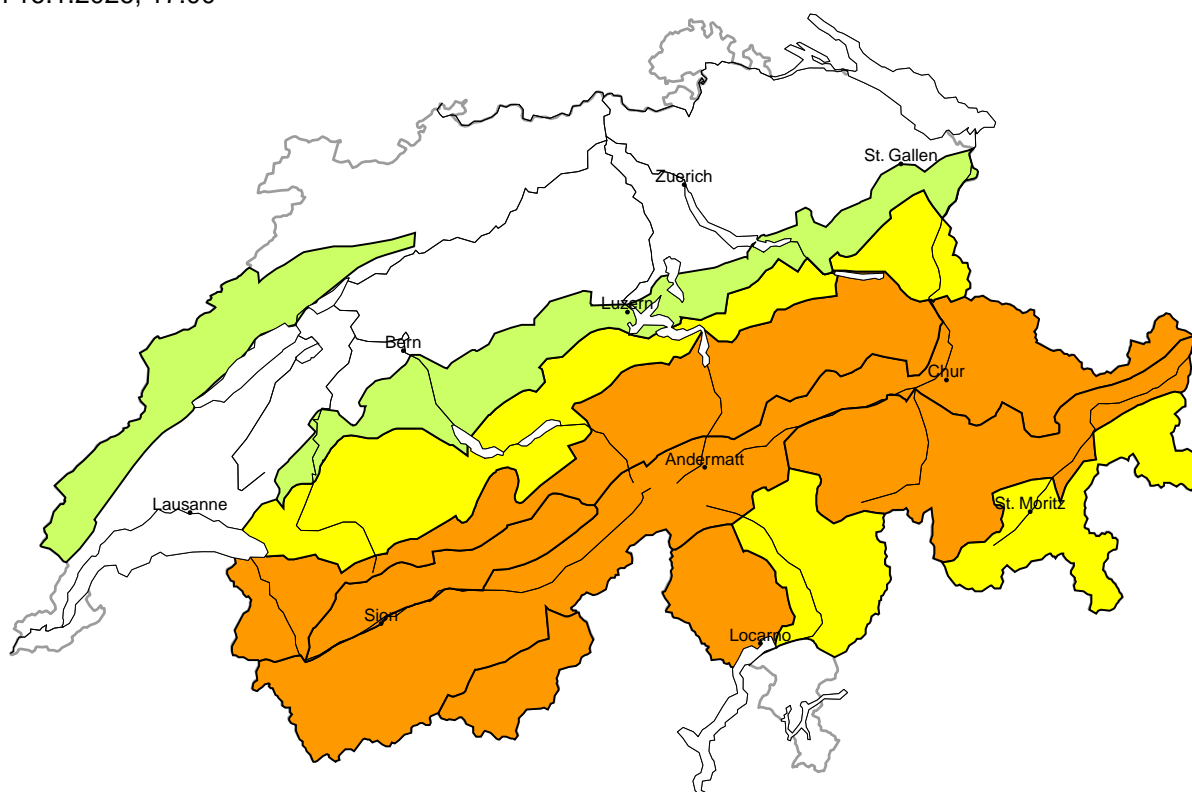 St. Gallen
Zuerich
Luzern
Bern
Chur
Andermatt
St. Moritz
Lausanne
Sion
Locarno